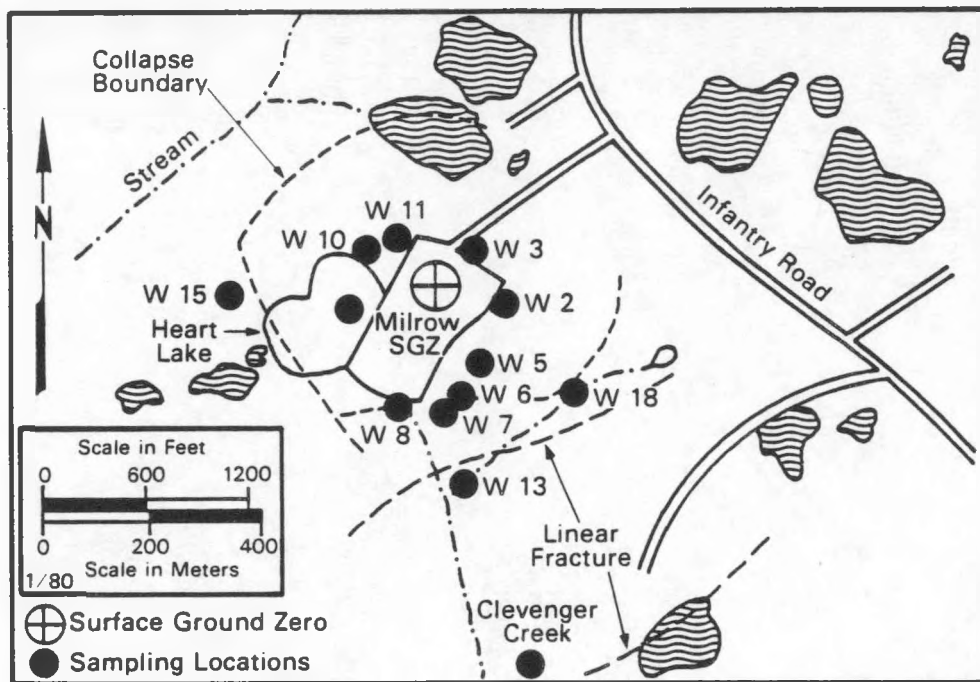 Collapse
Boundary
Stream
N
W 11
W 10
W 3
Infantry Road
W 15
W 2
Milrow
SGZ
Heart
Lake
W 5
W 6
W 18
W 7
W 8
W 13
Linear
Fracture
Clevenger
Creek
Scale in Feet
0 600 1200
0 200 400
Scale in Meters
1/80
Surface Ground Zero
Sampling Locations